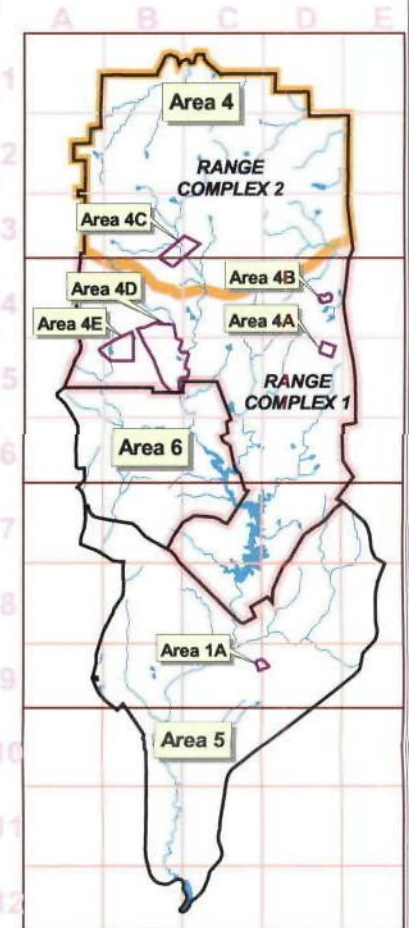 A B C D E
1
Area 4
2
RANGE
COMPLEX 2
3
Area 4C
4
Area 4D
Area 4B
Area 4E
Area 4A
5
RANGE
COMPLEX 1
6
Area 6
7
8
Area 1A
9
10
Area 5
11
12